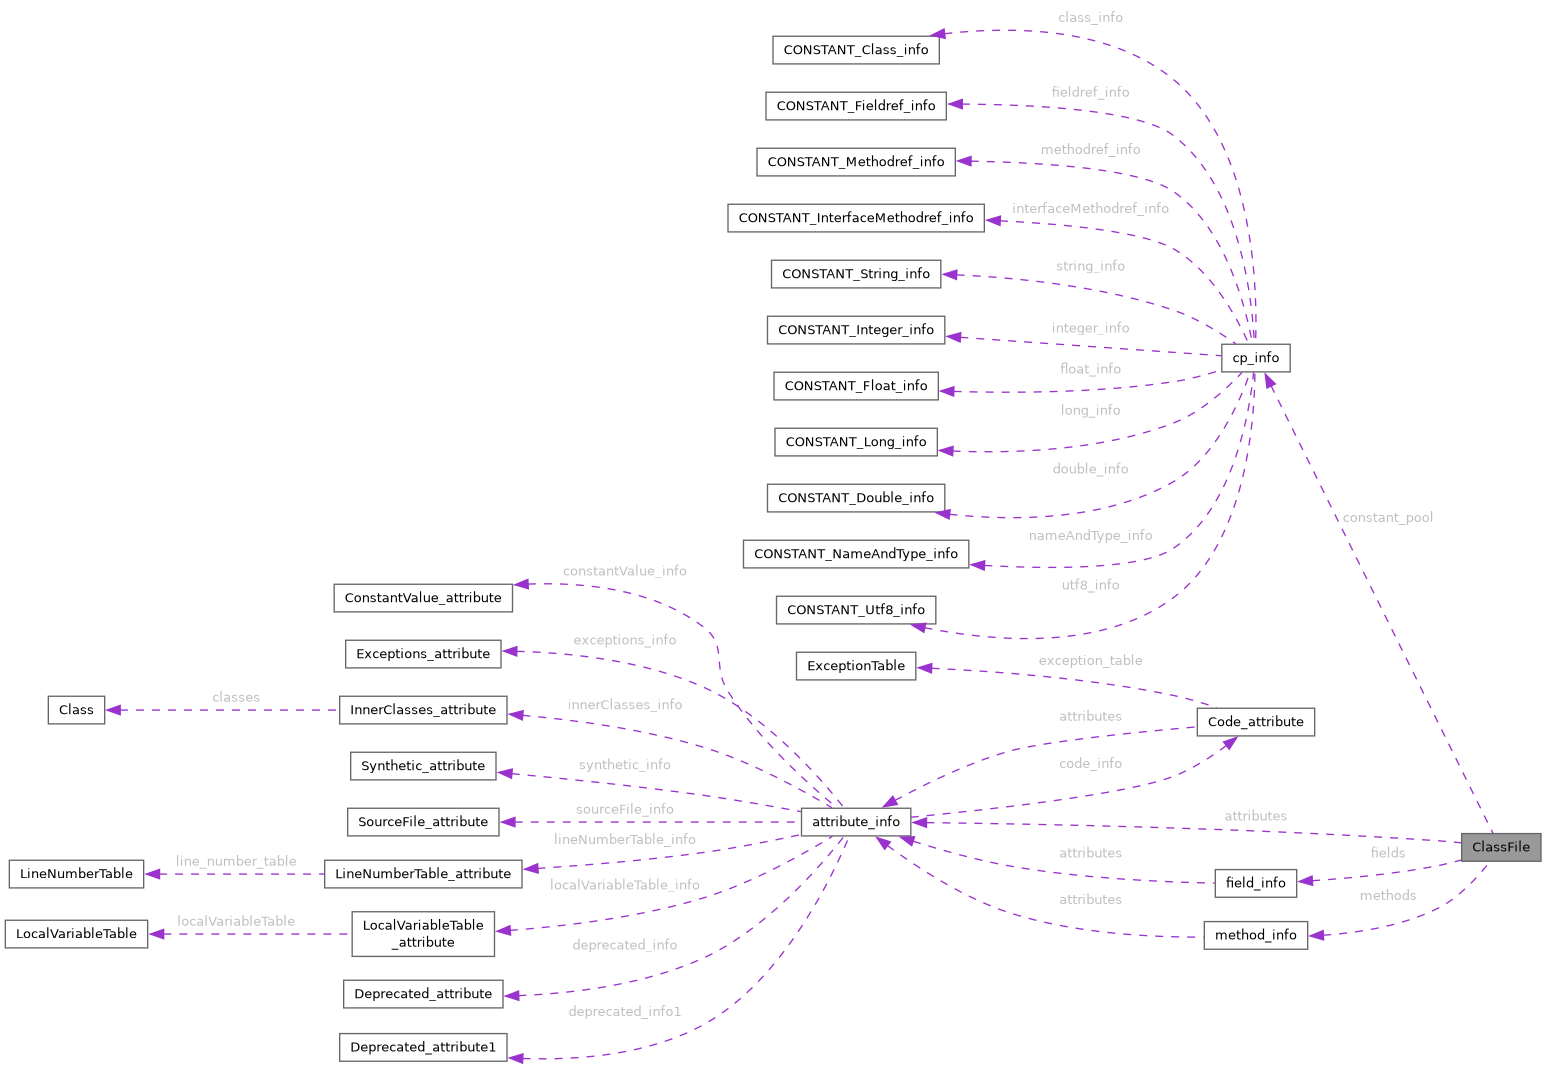 class_info
CONSTANT_Class_info
fieldref_info
CONSTANT_Fieldref_info
methodref_info
CONSTANT_Methodref_info
interfaceMethodref_info
CONSTANT_InterfaceMethodref_info
string_info
CONSTANT_String_info
integer_info
CONSTANT_Integer_info
cp_info
float_info
CONSTANT_Float_info
long_info
CONSTANT_Long_info
double_info
CONSTANT_Double_info
constant_pool
nameAndType_info
CONSTANT_NameAndType_info
constantValue_info
utf8_info
ConstantValue_attribute
CONSTANT_Utf8_info
exceptions_info
Exceptions_attribute
exception_table
ExceptionTable
classes
innerClasses_info
Class
InnerClasses_attribute
attributes
Code_attribute
synthetic_info
code_info
Synthetic_attribute
sourceFile_info
SourceFile_attribute
attribute_info
attributes
lineNumberTable_info
ClassFile
line_number_table
attributes
fields
LineNumberTable
LineNumberTable_attribute
localVariableTable_info
field_info
attributes
methods
localVariableTable
LocalVariableTable
LocalVariableTable
_attribute
method_info
deprecated_info
Deprecated_attribute
deprecated_info1
Deprecated_attribute1